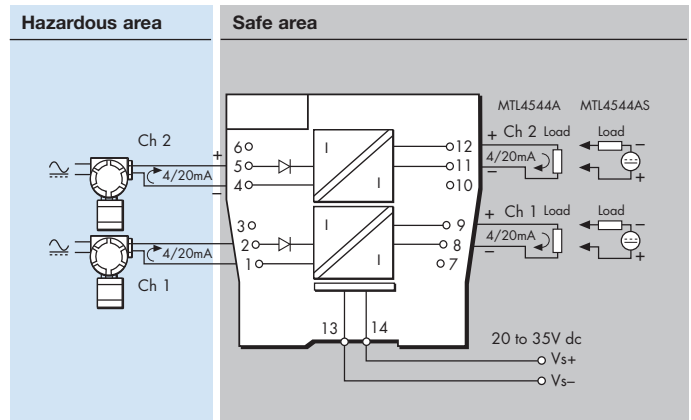 Hazardous area
Safe area
MTL4544A MTL4544AS
Ch 2
+
6
5
4
–
4/20mA
12
11
10
+ Ch 2 Load
4/20mA
–
Load
–
+
3
2
1
4/20mA
Ch 1
9
8
7
+ Ch 1 Load
4/20mA
–
Load
–
+
I
I
I
I
13 14
20 to 35V dc
Vs+
Vs–